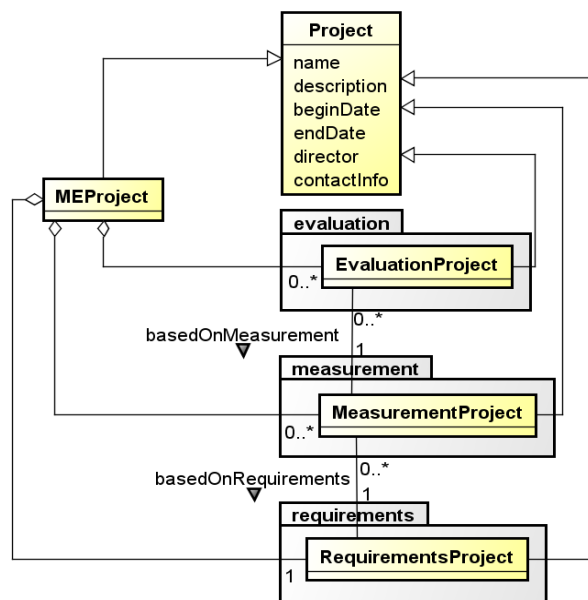 Project
name
description
beginDate
endDate
director
contactInfo
MEProject
evaluation
EvaluationProject
0..*
0..*
basedOnMeasurement
1
measurement
MeasurementProject
0..*
0..*
basedOnRequirements
1
requirements
RequirementsProject
1